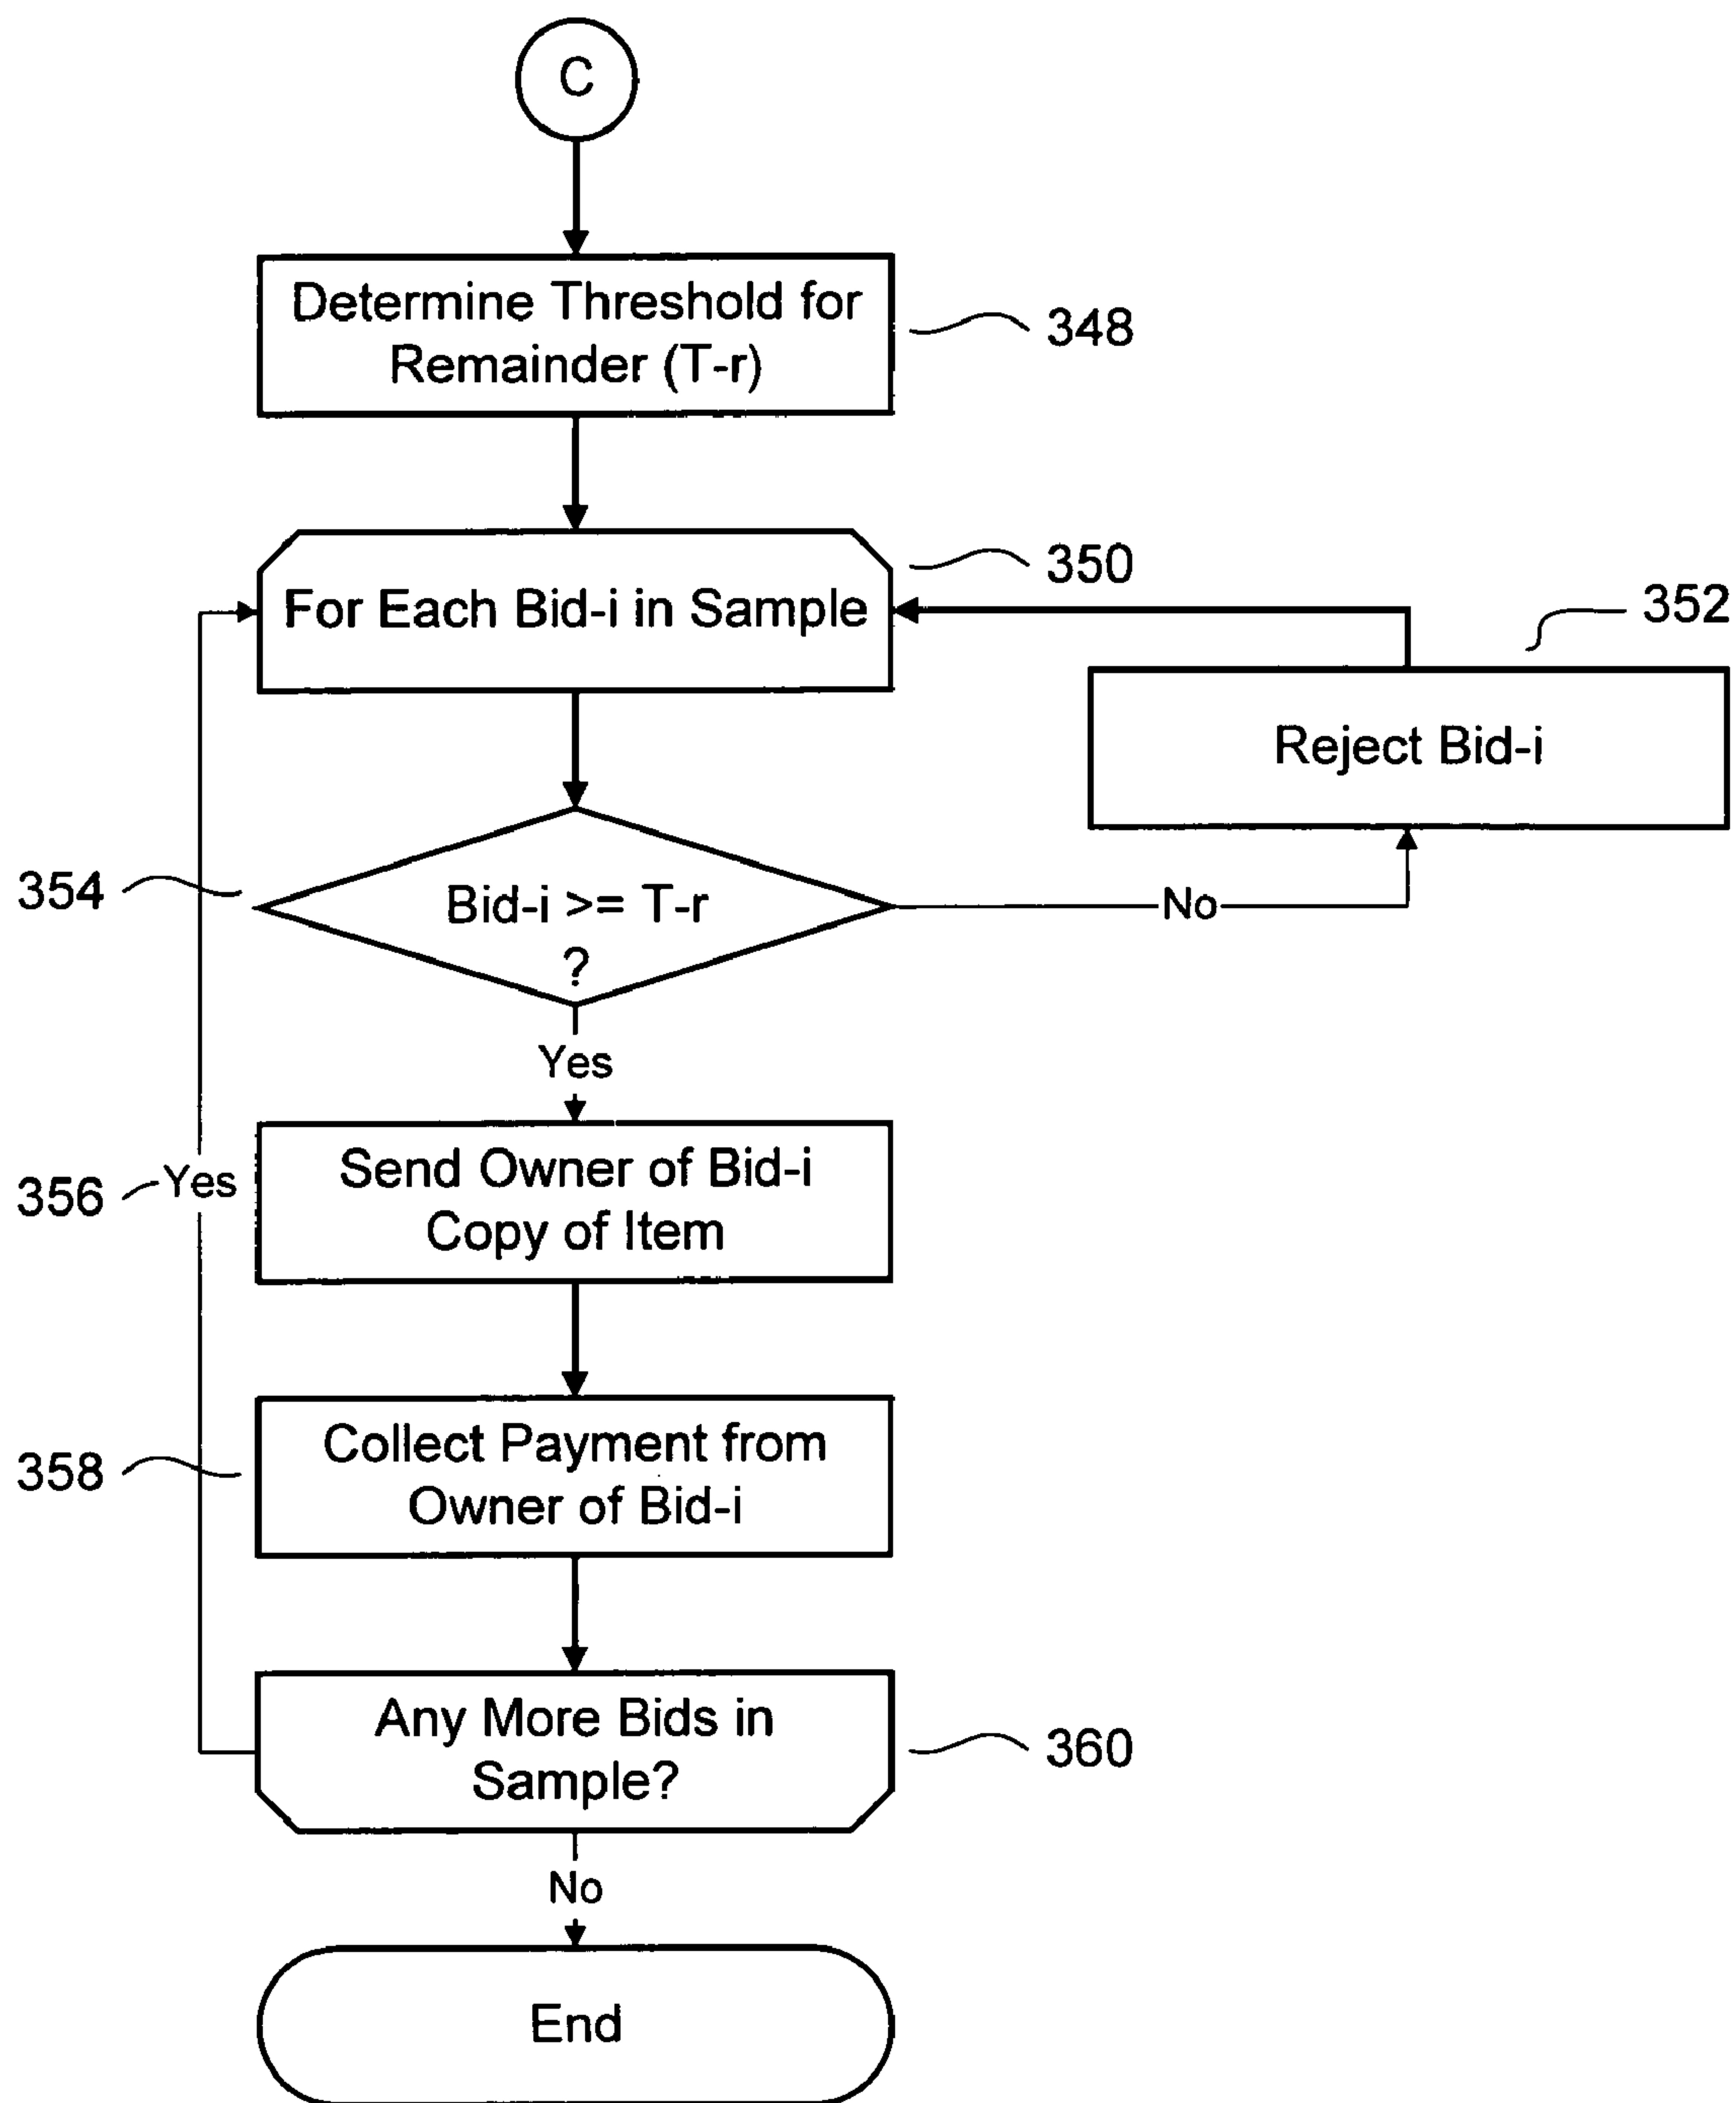 C
Determine Threshold for
Remainder (T-r)
348
For Each Bid-i in Sample
350
352
Reject Bid-i
354
Bid-i >= T-r
?
No
Yes
356
Yes
Send Owner of Bid-i
Copy of Item
358
Collect Payment from
Owner of Bid-i
Any More Bids in
Sample?
360
No
End